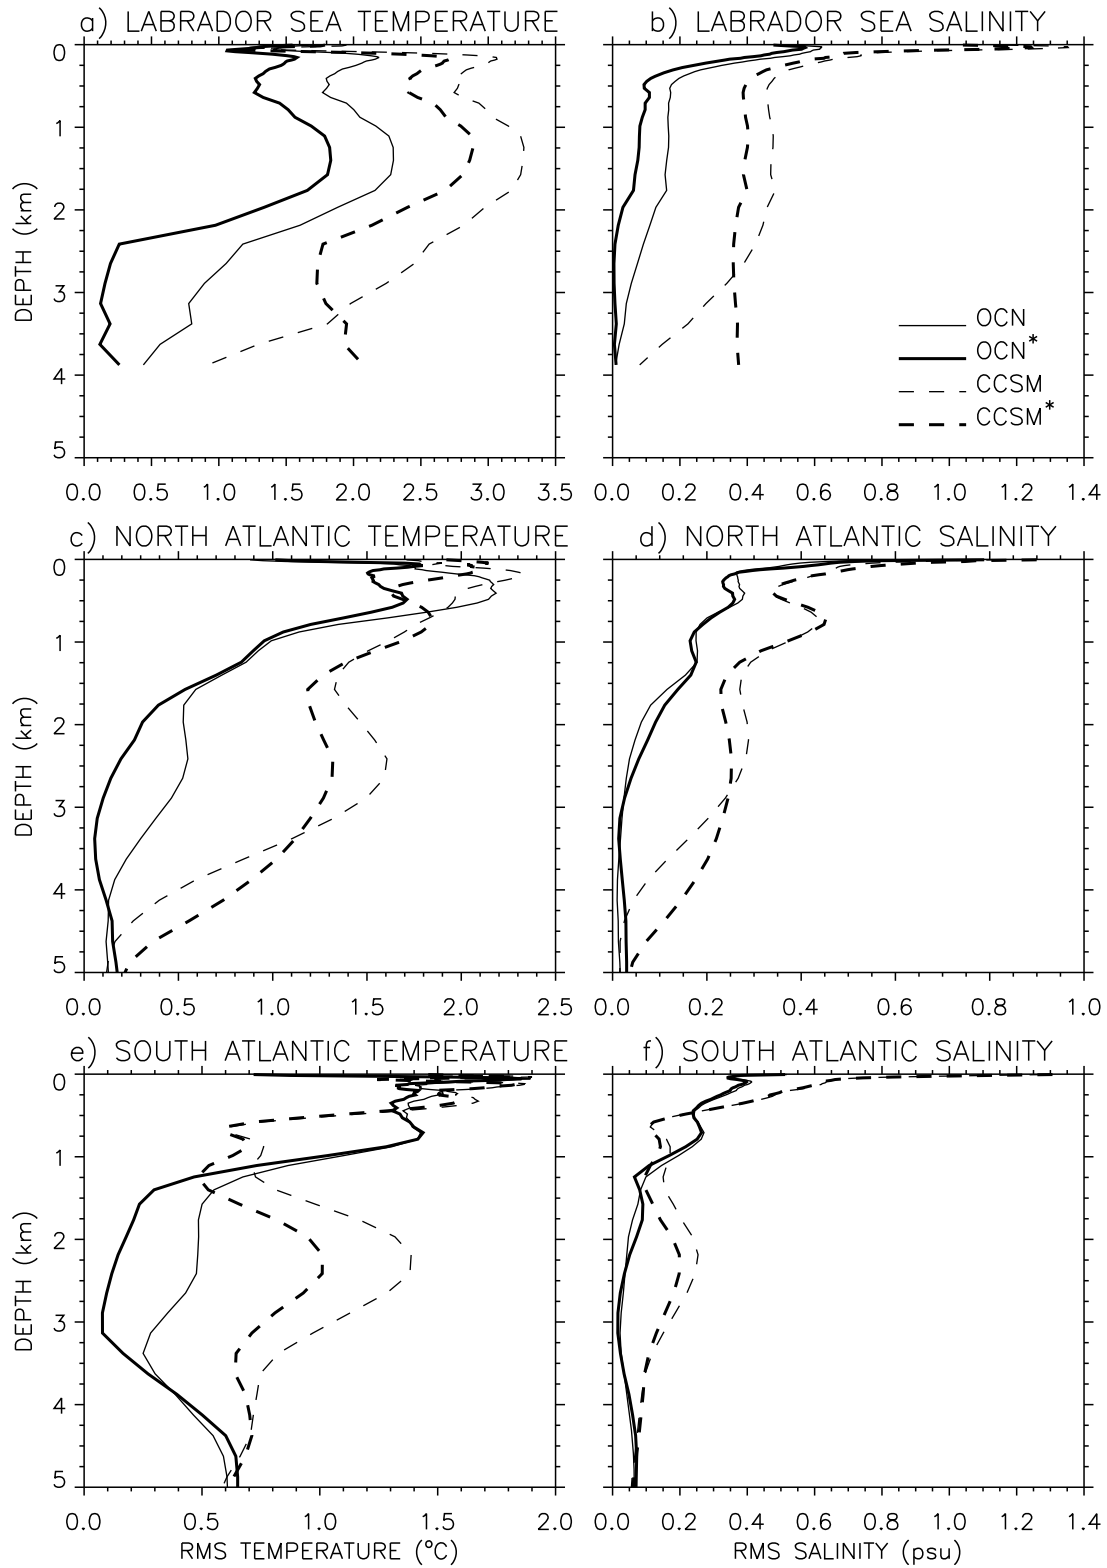 a) LABRADOR SEA TEMPERATURE
b) LABRADOR SEA SALINITY
0
1
2
3
4
5
DEPTH (km)
OCN
OCN*
CCSM
CCSM*
0.0 0.5 1.0 1.5 2.0 2.5 3.0 3.5
0.0 0.2 0.4 0.6 0.8 1.0 1.2 1.4
c) NORTH ATLANTIC TEMPERATURE
d) NORTH ATLANTIC SALINITY
0
1
2
3
4
5
DEPTH (km)
0.0 0.5 1.0 1.5 2.0 2.5
0.0 0.2 0.4 0.6 0.8 1.0
e) SOUTH ATLANTIC TEMPERATURE
f) SOUTH ATLANTIC SALINITY
0
1
2
3
4
5
DEPTH (km)
0.0 0.5 1.0 1.5 2.0
0.0 0.2 0.4 0.6 0.8 1.0 1.2 1.4
RMS TEMPERATURE (°C)
RMS SALINITY (psu)